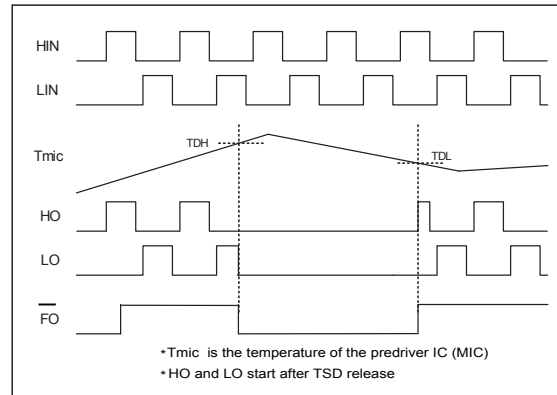 HIN
LIN
TDH
TDL
Tmic
HO
LO
FO
*Tmic is the temperature of the predriver IC (MIC)
*HO and LO start after TSD release